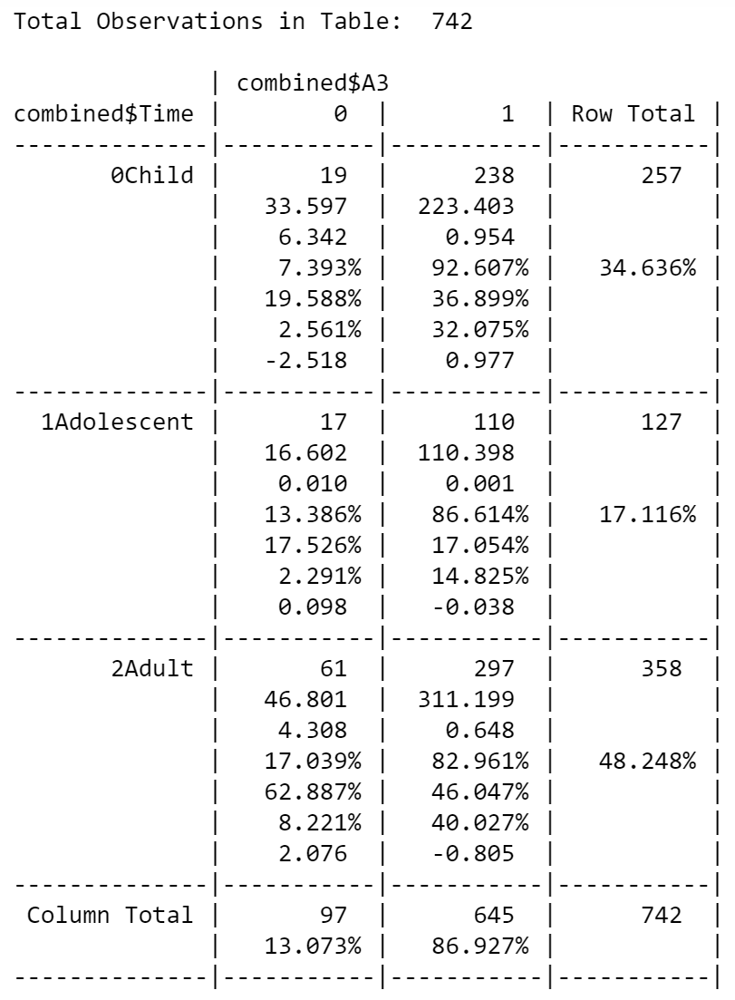 Total Observations in Table:  742

              | combined$A3
combined$Time |         0  |         1  | Row Total |
--------------|-----------|-----------|-----------|
       0Child |        19  |       238  |       257  |
              |    33.597  |   223.403  |            |
              |     6.342  |     0.954  |            |
              |     7.393% |    92.607% |    34.636% |
              |    19.588% |    36.899% |            |
              |     2.561% |    32.075% |            |
              |    -2.518  |     0.977  |            |
--------------|-----------|-----------|-----------|
  1Adolescent |        17  |       110  |       127  |
              |    16.602  |   110.398  |            |
              |     0.010  |     0.001  |            |
              |    13.386% |    86.614% |    17.116% |
              |    17.526% |    17.054% |            |
              |     2.291% |    14.825% |            |
              |     0.098  |    -0.038  |            |
--------------|-----------|-----------|-----------|
       2Adult |        61  |       297  |       358  |
              |    46.801  |   311.199  |            |
              |     4.308  |     0.648  |            |
              |    17.039% |    82.961% |    48.248% |
              |    62.887% |    46.047% |            |
              |     8.221% |    40.027% |            |
              |     2.076  |    -0.805  |            |
--------------|-----------|-----------|-----------|
 Column Total |        97  |       645  |       742  |
              |    13.073% |    86.927% |            |
--------------|-----------|-----------|-----------|